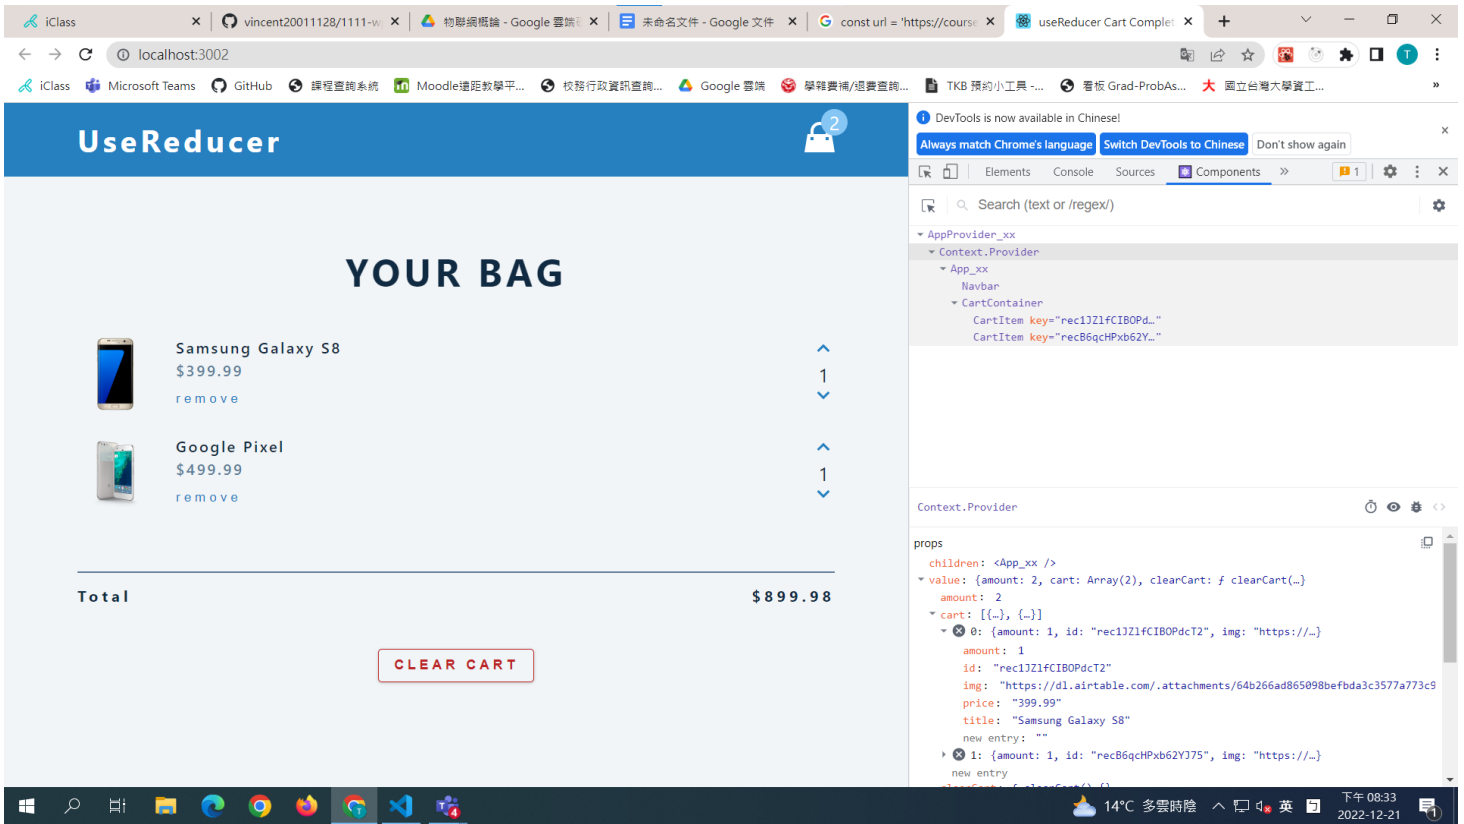 iClass
vincent20011128/1111-w
物聯網概論 - Google 雲端
未命名文件 - Google 文件
const url = 'https://course
useReducer Cart Complet
localhost:3002
iClass
Microsoft Teams
GitHub
課程查詢系統
Moodle遠距教學平...
校務行政資訊查詢...
Google 雲端
學雜費補/退費查詢...
TKB 預約小工具 -...
看板 Grad-ProbAs...
大 國立台灣大學資工...
»
UseReducer
2
YOUR BAG
Samsung Galaxy S8
$399.99
remove
1
Google Pixel
$499.99
remove
1
Total
$899.98
CLEAR CART
DevTools is now available in Chinese!
Always match Chrome's language
Switch DevTools to Chinese
Don't show again
Elements
Console
Sources
Components
»
1
Search (text or /regex/)
AppProvider_xx
Context.Provider
App_xx
Navbar
CartContainer
CartItem key="rec1JZlfCIBOPd…"
CartItem key="recB6qcHPxb62Y…"
Context.Provider
props
children: <App_xx />
value: {amount: 2, cart: Array(2), clearCart: ƒ clearCart(…}
amount: 2
cart: [{…}, {…}]
0: {amount: 1, id: "rec1JZlfCIBOPdcT2", img: "https://…}
amount: 1
id: "rec1JZlfCIBOPdcT2"
img: "https://dl.airtable.com/.attachments/64b266ad865098befbda3c3577a773c9
price: "399.99"
title: "Samsung Galaxy S8"
new entry: ""
1: {amount: 1, id: "recB6qcHPxb62YJ75", img: "https://…}
new entry
14°C 多雲時陰
英
下午 08:33
2022-12-21